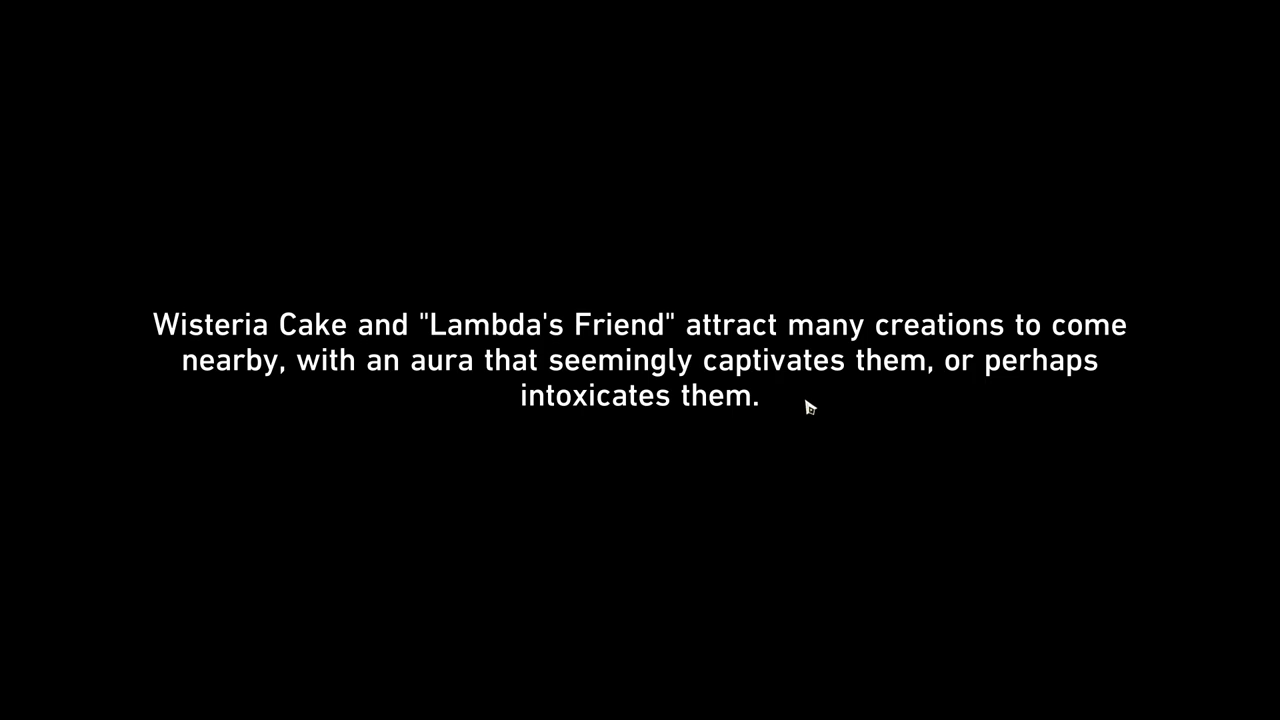 Wisteria Cake and "Lambda's Friend" attract many creations to come
nearby, with an aura that seemingly captivates them, or perhaps
intoxicates them.